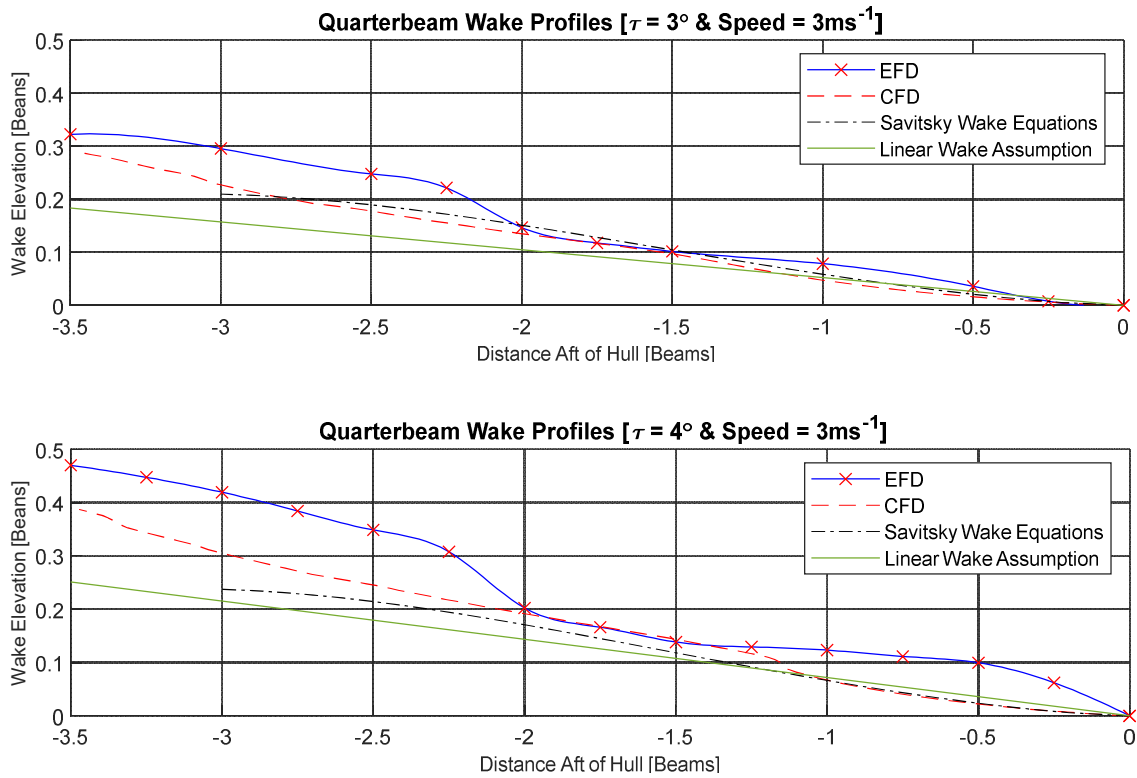 Quarterbeam Wake Profiles [τ = 3° & Speed = 3ms⁻¹]
0.5
0.4
0.3
0.2
0.1
0
Wake Elevation [Beans]
EFD
CFD
Savitsky Wake Equations
Linear Wake Assumption
-3.5 -3 -2.5 -2 -1.5 -1 -0.5 0
Distance Aft of Hull [Beams]
Quarterbeam Wake Profiles [τ = 4° & Speed = 3ms⁻¹]
0.5
0.4
0.3
0.2
0.1
0
Wake Elevation [Beans]
EFD
CFD
Savitsky Wake Equations
Linear Wake Assumption
-3.5 -3 -2.5 -2 -1.5 -1 -0.5 0
Distance Aft of Hull [Beams]